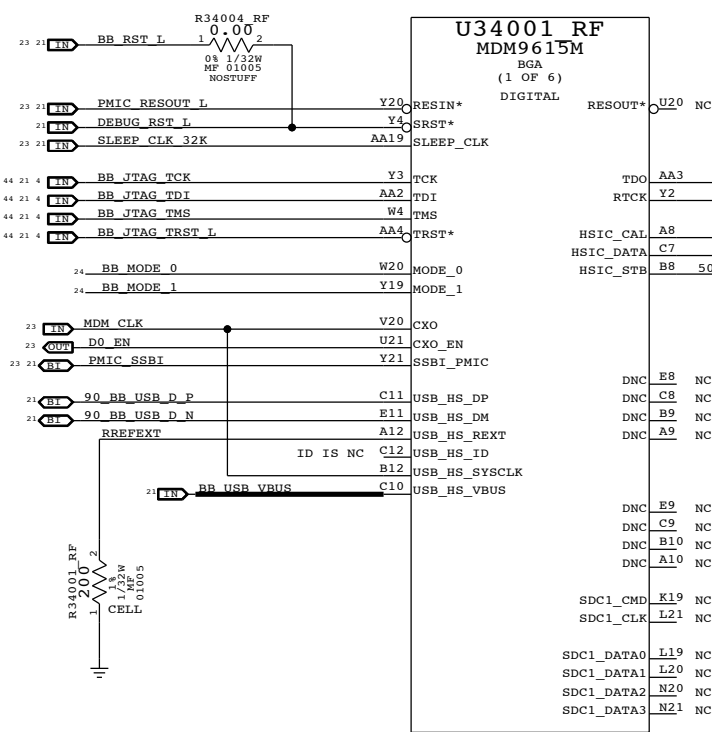 R34004_RF
0.00
23 21 IN BB_RST_L 1 2
0% 1/32W
MF 01005
NOSTUFF
U34001_RF
MDM9615M
BGA
(1 OF 6)
DIGITAL
23 21 IN PMIC_RESOUT_L Y20 RESIN* RESOUT* U20 NC
21 IN DEBUG_RST_L Y4 SRST*
23 21 IN SLEEP_CLK_32K AA19 SLEEP_CLK
44 21 4 IN BB_JTAG_TCK Y3 TCK TDO AA3
44 21 4 IN BB_JTAG_TDI AA2 TDI RTCK Y2
44 21 4 IN BB_JTAG_TMS W4 TMS
44 21 4 IN BB_JTAG_TRST_L AA4 TRST* HSIC_CAL A8
HSIC_DATA C7
24 BB_MODE_0 W20 MODE_0 HSIC_STB B8 50
24 BB_MODE_1 Y19 MODE_1
23 IN MDM_CLK V20 CXO
23 OUT D0_EN U21 CXO_EN
23 21 BI PMIC_SSBI Y21 SSBI_PMIC
DNC E8 NC
21 BI 90_BB_USB_D_P C11 USB_HS_DP DNC C8 NC
21 BI 90_BB_USB_D_N E11 USB_HS_DM DNC B9 NC
RREFEXT A12 USB_HS_REXT DNC A9 NC
ID IS NC C12 USB_HS_ID
B12 USB_HS_SYSCLK
21 IN BB_USB_VBUS C10 USB_HS_VBUS
DNC E9 NC
DNC C9 NC
DNC B10 NC
DNC A10 NC
R34001_RF
200
1 2
1%
1/32W
MF
01005
CELL
SDC1_CMD K19 NC
SDC1_CLK L21 NC
SDC1_DATA0 L19 NC
SDC1_DATA1 L20 NC
SDC1_DATA2 N20 NC
SDC1_DATA3 N21 NC